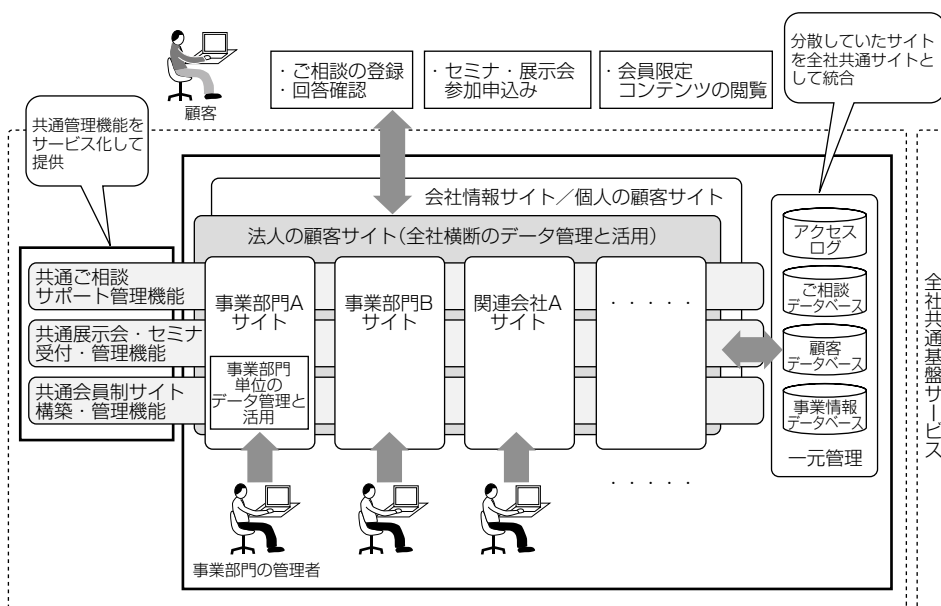 顧客
・ご相談の登録
・回答確認
・セミナ・展示会
参加申込み
・会員限定
コンテンツの閲覧
分散していたサイト
を全社共通サイトと
して統合
共通管理機能を
サービス化して
提供
会社情報サイト／個人の顧客サイト
法人の顧客サイト(全社横断のデータ管理と活用)
共通ご相談
サポート管理機能
共通展示会・セミナ
受付・管理機能
共通会員制サイト
構築・管理機能
事業部門A
サイト
事業部門
単位の
データ管理と
活用
事業部門B
サイト
関連会社A
サイト
・・・・・
・・・・・
アクセス
ログ
ご相談
データベース
顧客
データベース
事業情報
データベース
一元管理
事業部門の管理者
全社共通基盤サービス